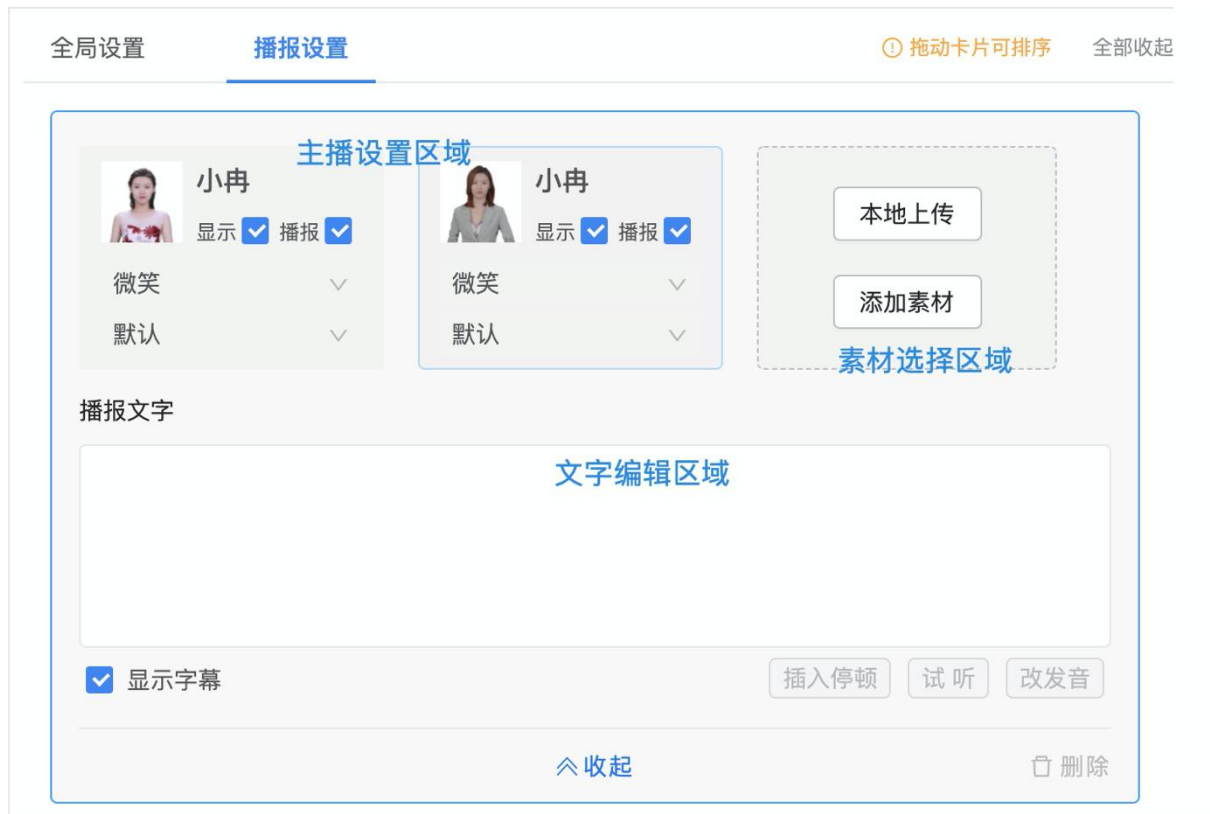 全局设置 播报设置 拖动卡片可排序 全部收起
主播设置区域
小冉 小冉
显示 播报 显示 播报
微笑 微笑
默认 默认
本地上传
添加素材
素材选择区域
播报文字
文字编辑区域
显示字幕 插入停顿 试 听 改发音
收起 删除